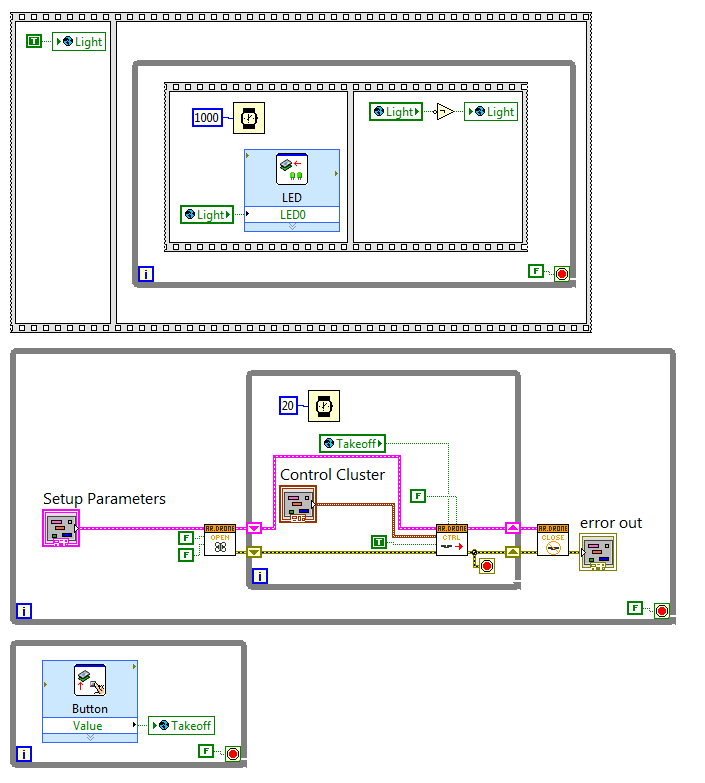 T
Light
1000
Light
Light
LED
Light
LED0
i
F
20
Takeoff
Control Cluster
Setup Parameters
F
error out
AR.DRONE
AR.DRONE
AR.DRONE
OPEN
CTRL
CLOSE
F
T
F
i
i
F
Button
Value
Takeoff
i
F